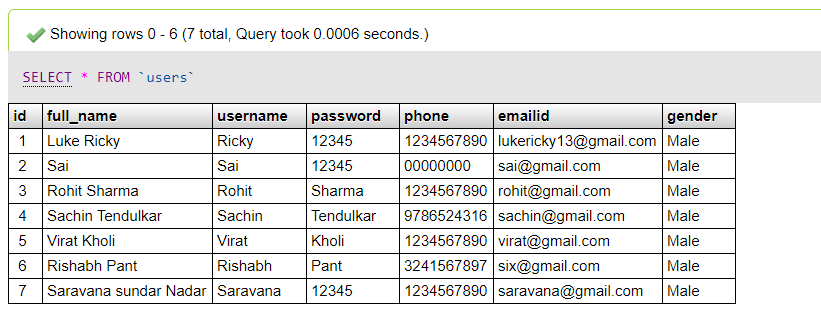 Showing rows 0 - 6 (7 total, Query took 0.0006 seconds.)
SELECT * FROM `users`
id full_name username password phone emailid gender
1 Luke Ricky Ricky 12345 1234567890 lukericky13@gmail.com Male
2 Sai Sai 12345 00000000 sai@gmail.com Male
3 Rohit Sharma Rohit Sharma 1234567890 rohit@gmail.com Male
4 Sachin Tendulkar Sachin Tendulkar 9786524316 sachin@gmail.com Male
5 Virat Kholi Virat Kholi 1234567890 virat@gmail.com Male
6 Rishabh Pant Rishabh Pant 3241567897 six@gmail.com Male
7 Saravana sundar Nadar Saravana 12345 1234567890 saravana@gmail.com Male